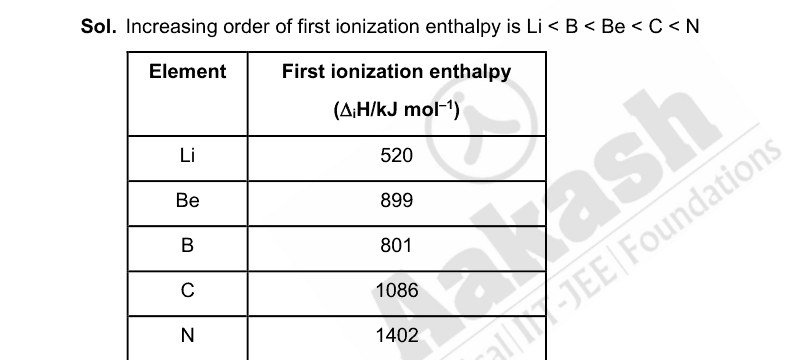 Sol. Increasing order of first ionization enthalpy is Li < B < Be < C < N
Element First ionization enthalpy
(ΔᵢH/kJ mol⁻¹)
Li 520
Be 899
B 801
C 1086
N 1402
Aakash
IIT-JEE|Foundations